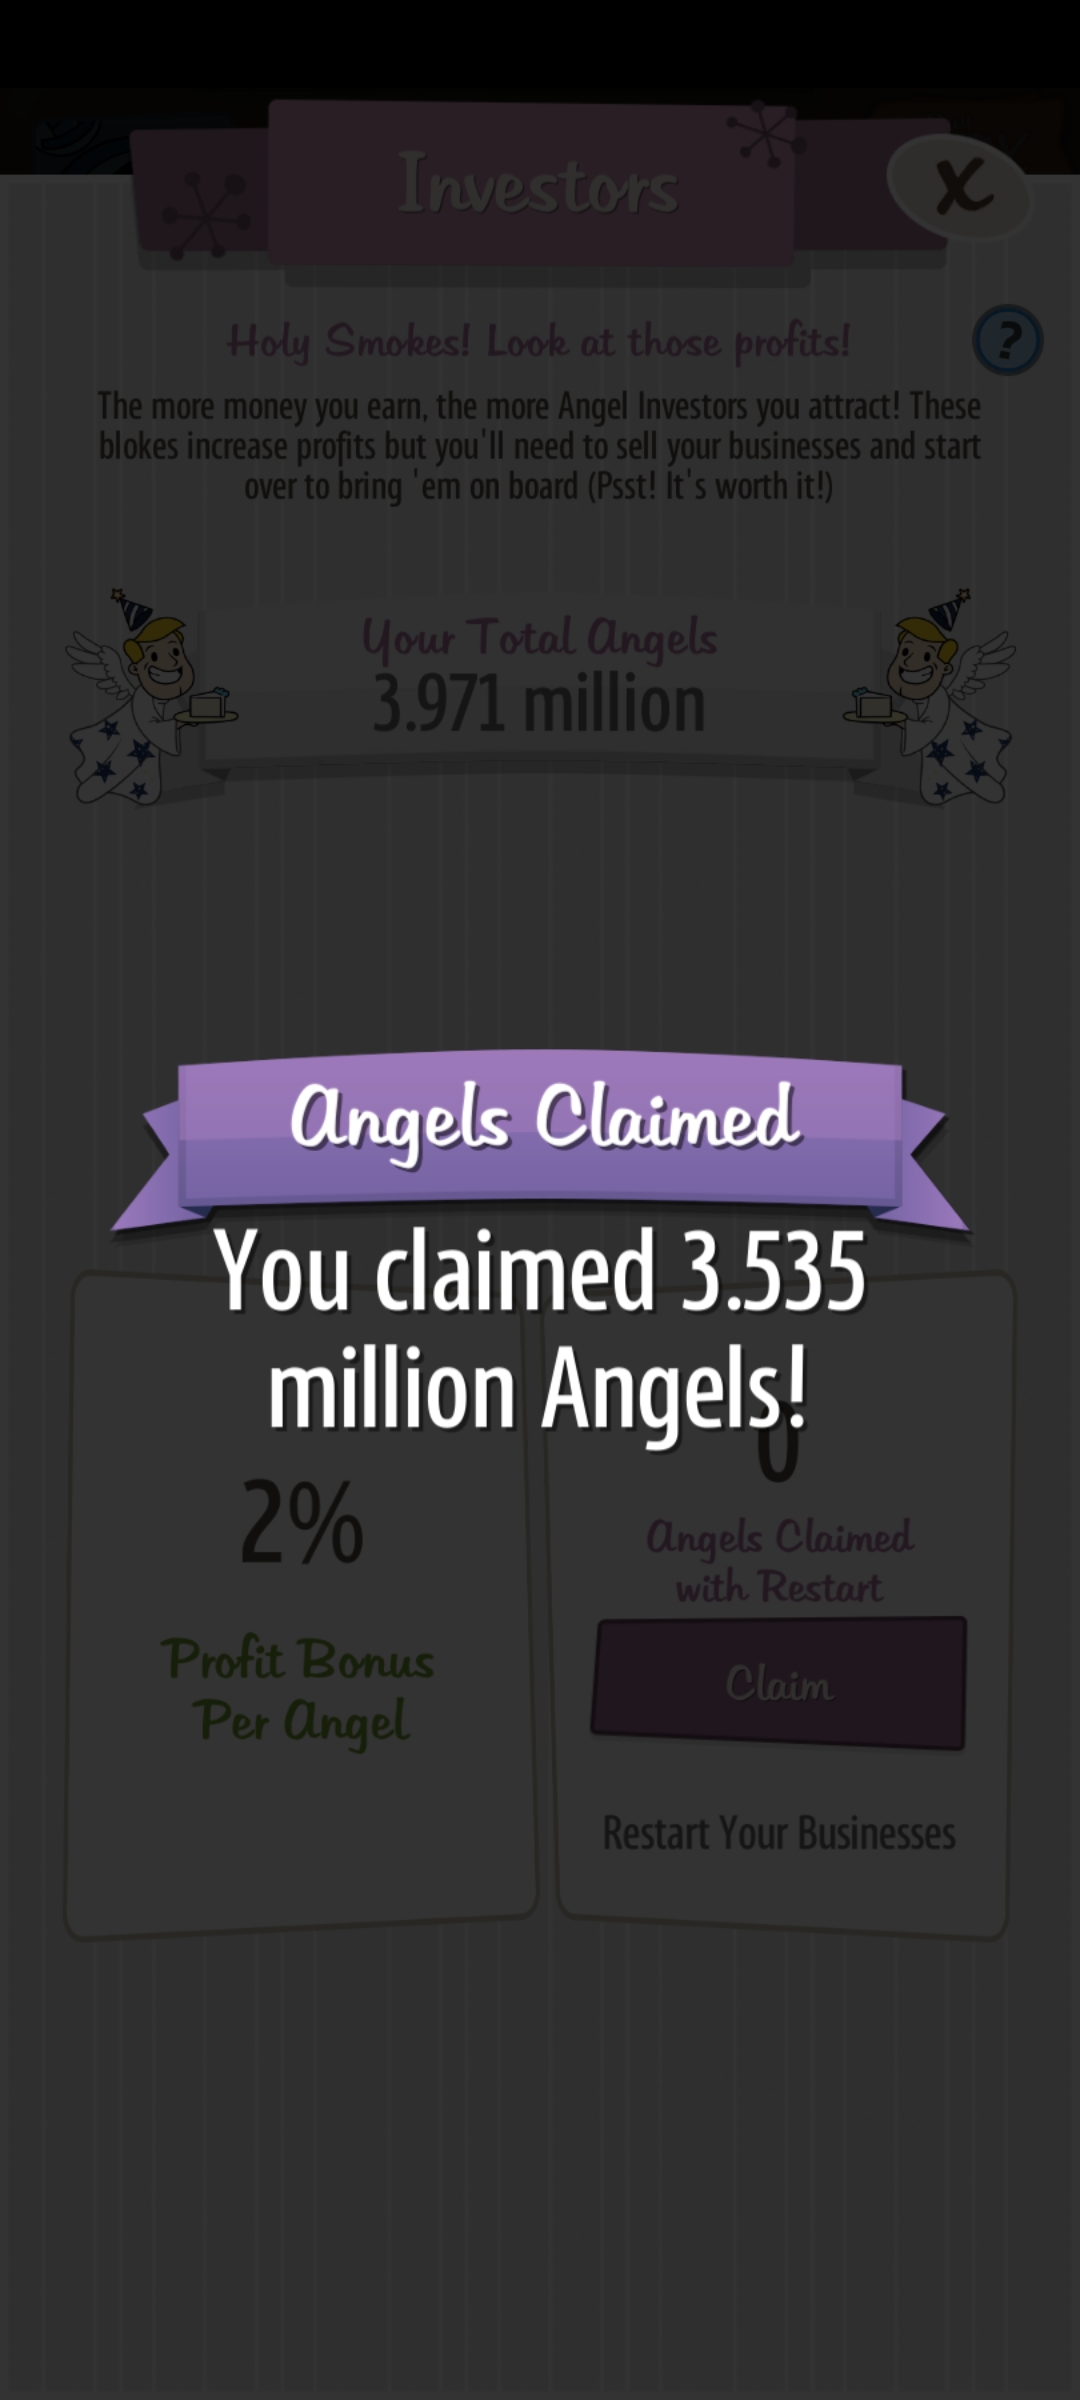 Investors
X
Holy Smokes! Look at those profits!
?
The more money you earn, the more Angel Investors you attract! These
blokes increase profits but you'll need to sell your businesses and start
over to bring 'em on board (Psst! It's worth it!)
Your Total Angels
3.971 million
Angels Claimed
You claimed 3.535
million Angels!
2%
Profit Bonus
Per Angel
0
Angels Claimed
with Restart
Claim
Restart Your Businesses